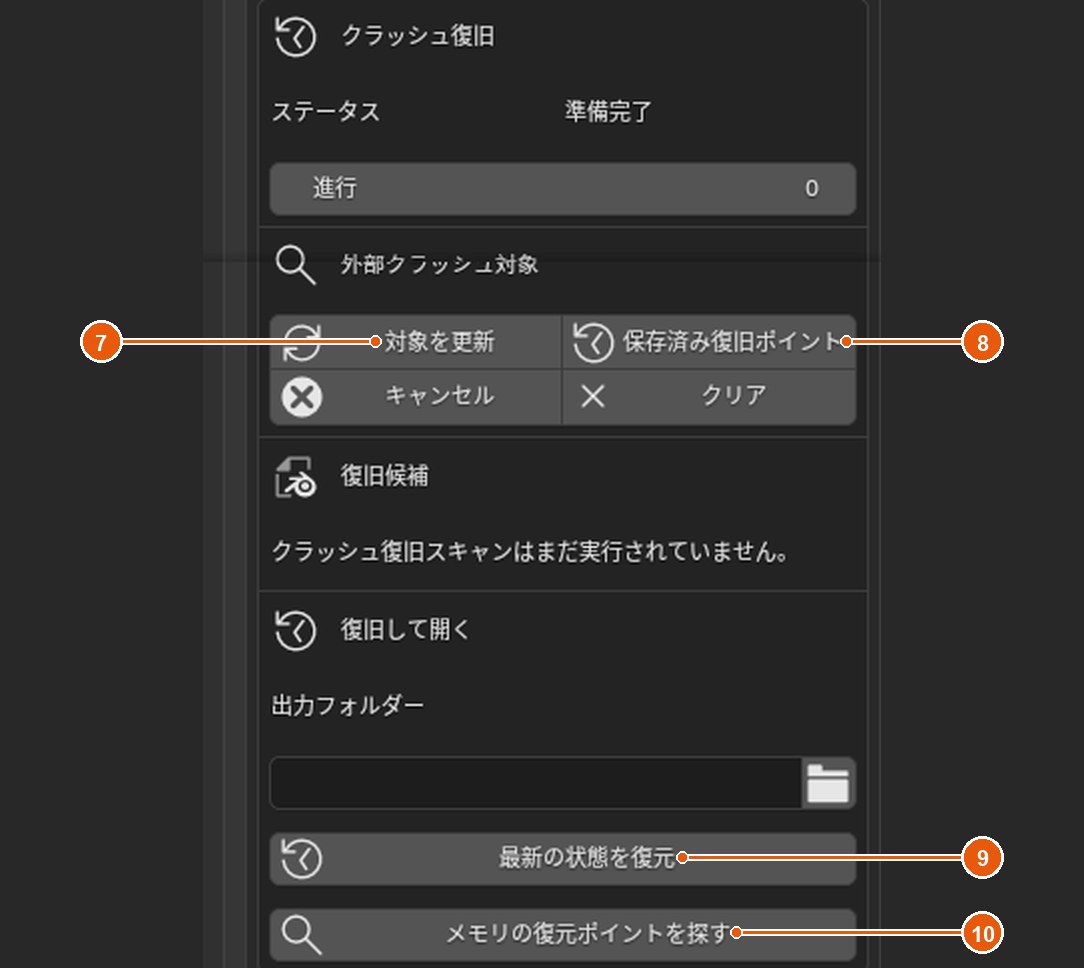 クラッシュ復旧
ステータス 準備完了
進行 0
外部クラッシュ対象
7 対象を更新 保存済み復旧ポイント 8
キャンセル クリア
復旧候補
クラッシュ復旧スキャンはまだ実行されていません。
復旧して開く
出力フォルダー
最新の状態を復元 9
メモリの復元ポイントを探す 10